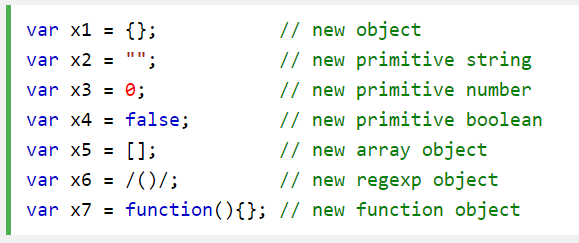 var x1 = {};           // new object
var x2 = "";           // new primitive string
var x3 = 0;            // new primitive number
var x4 = false;        // new primitive boolean
var x5 = [];           // new array object
var x6 = /()/;         // new regexp object
var x7 = function(){}; // new function object